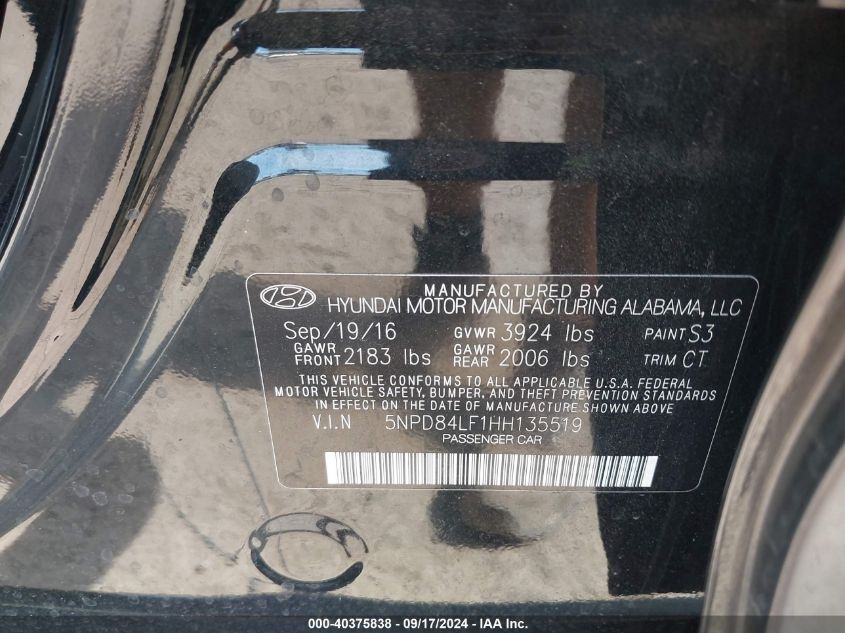 MANUFACTURED BY
HYUNDAI MOTOR MANUFACTURING ALABAMA, LLC
Sep/19/16 GVWR 3924 lbs PAINT S3
GAWR FRONT 2183 lbs GAWR REAR 2006 lbs TRIM CT
THIS VEHICLE CONFORMS TO ALL APPLICABLE U.S.A. FEDERAL
MOTOR VEHICLE SAFETY, BUMPER, AND THEFT PREVENTION STANDARDS
IN EFFECT ON THE DATE OF MANUFACTURE SHOWN ABOVE
V.I.N 5NPD84LF1HH135519
PASSENGER CAR
000-40375838 - 09/17/2024 - IAA Inc.